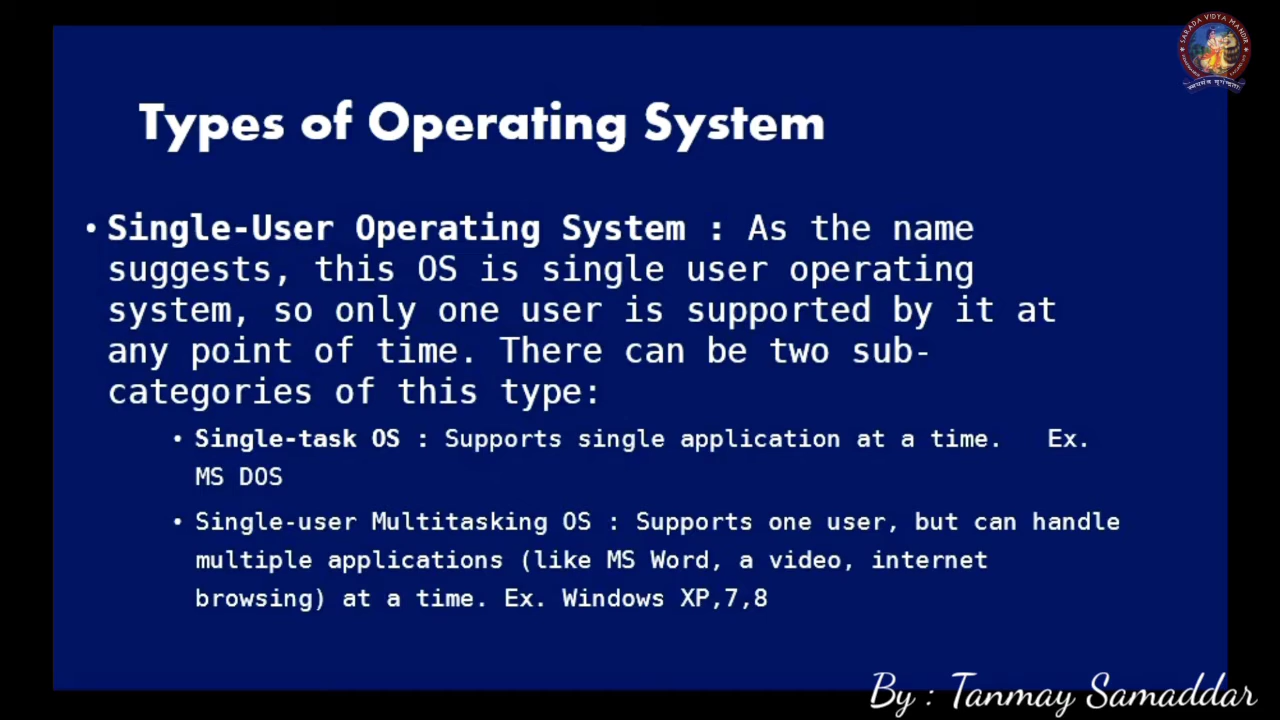 SARADA VIDYA MANDIR
Types of Operating System
• Single-User Operating System : As the name
suggests, this OS is single user operating
system, so only one user is supported by it at
any point of time. There can be two sub-
categories of this type:
• Single-task OS : Supports single application at a time. Ex.
MS DOS
• Single-user Multitasking OS : Supports one user, but can handle
multiple applications (like MS Word, a video, internet
browsing) at a time. Ex. Windows XP,7,8
By : Tanmay Samaddar